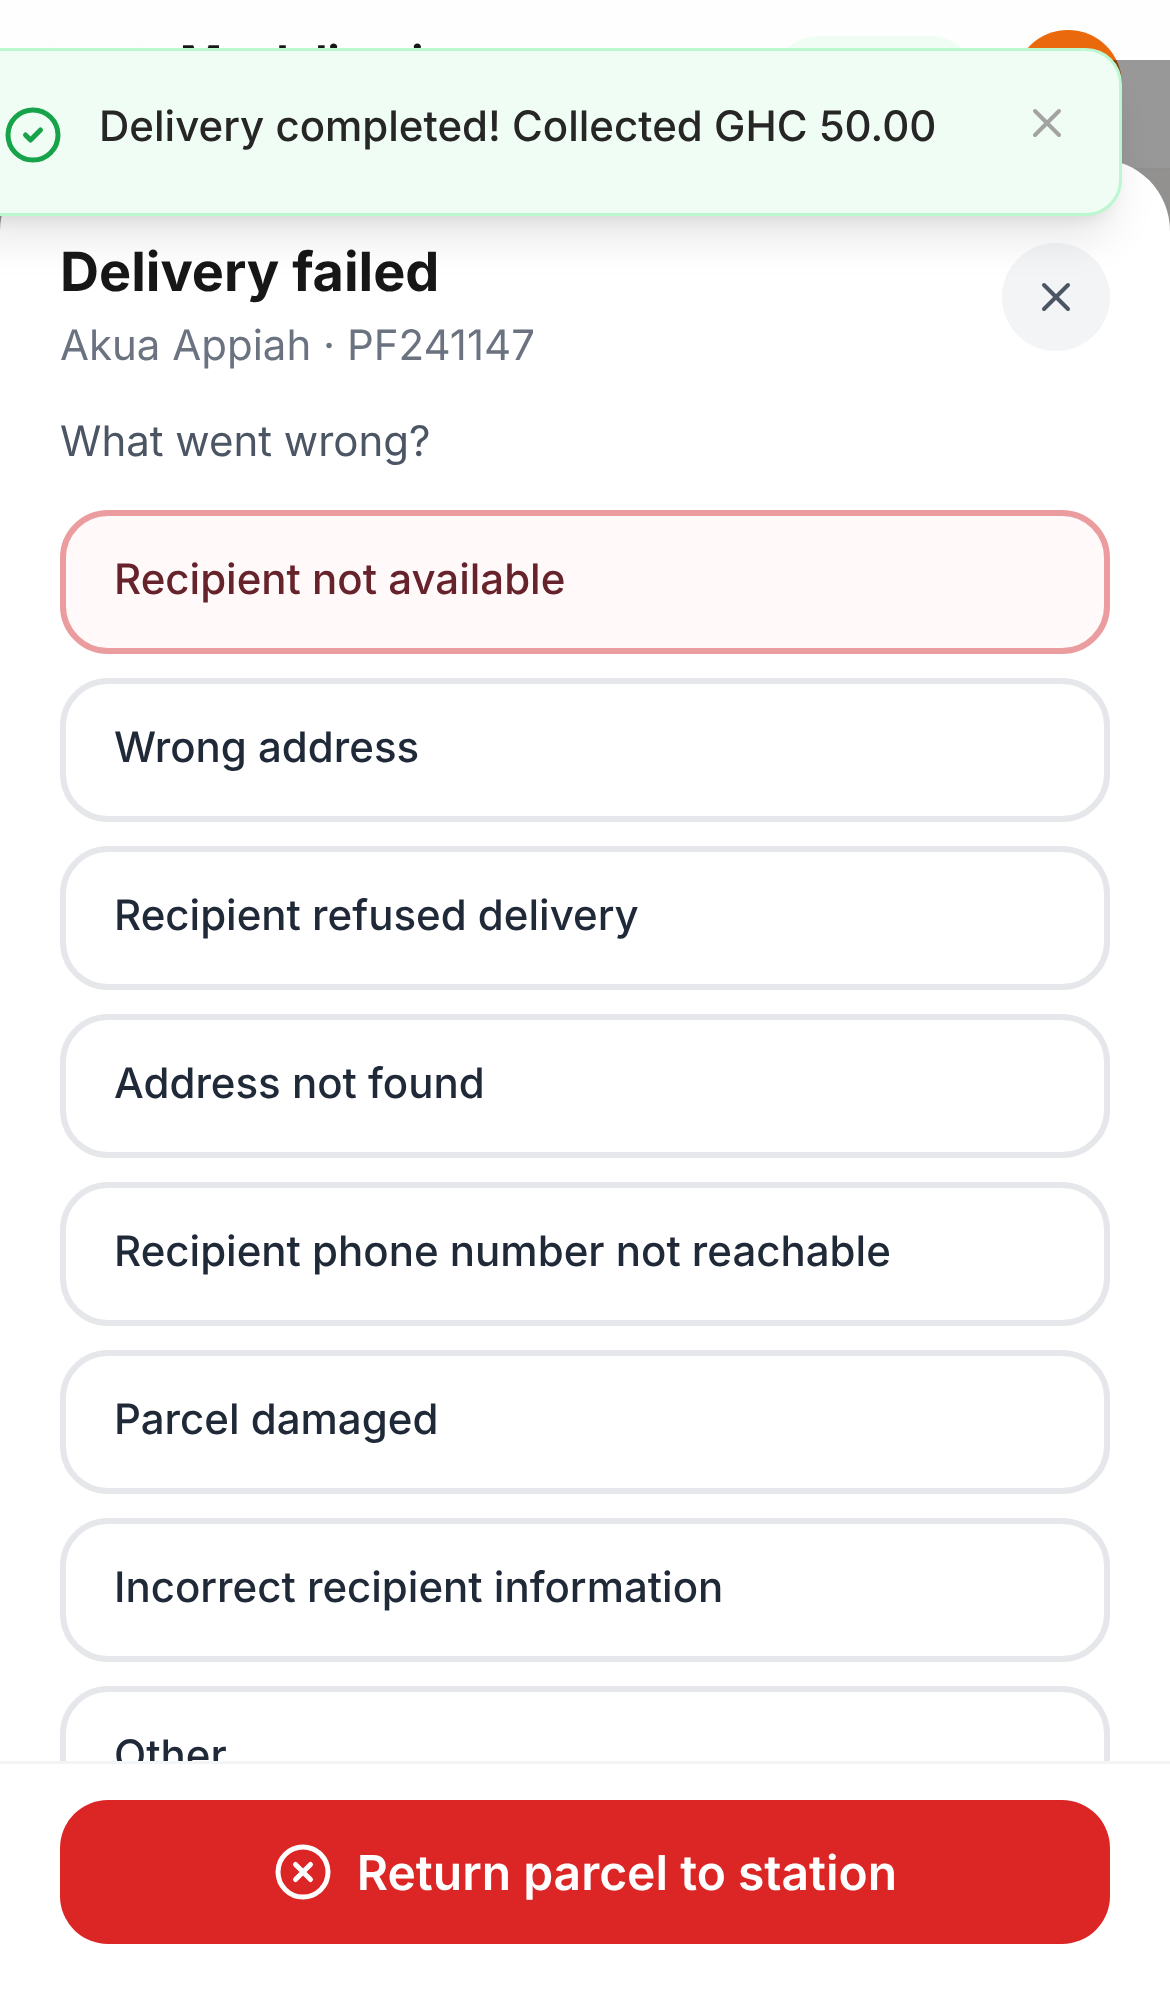 Delivery completed! Collected GHC 50.00
Delivery failed
Akua Appiah · PF241147
What went wrong?
Recipient not available
Wrong address
Recipient refused delivery
Address not found
Recipient phone number not reachable
Parcel damaged
Incorrect recipient information
Other
Return parcel to station